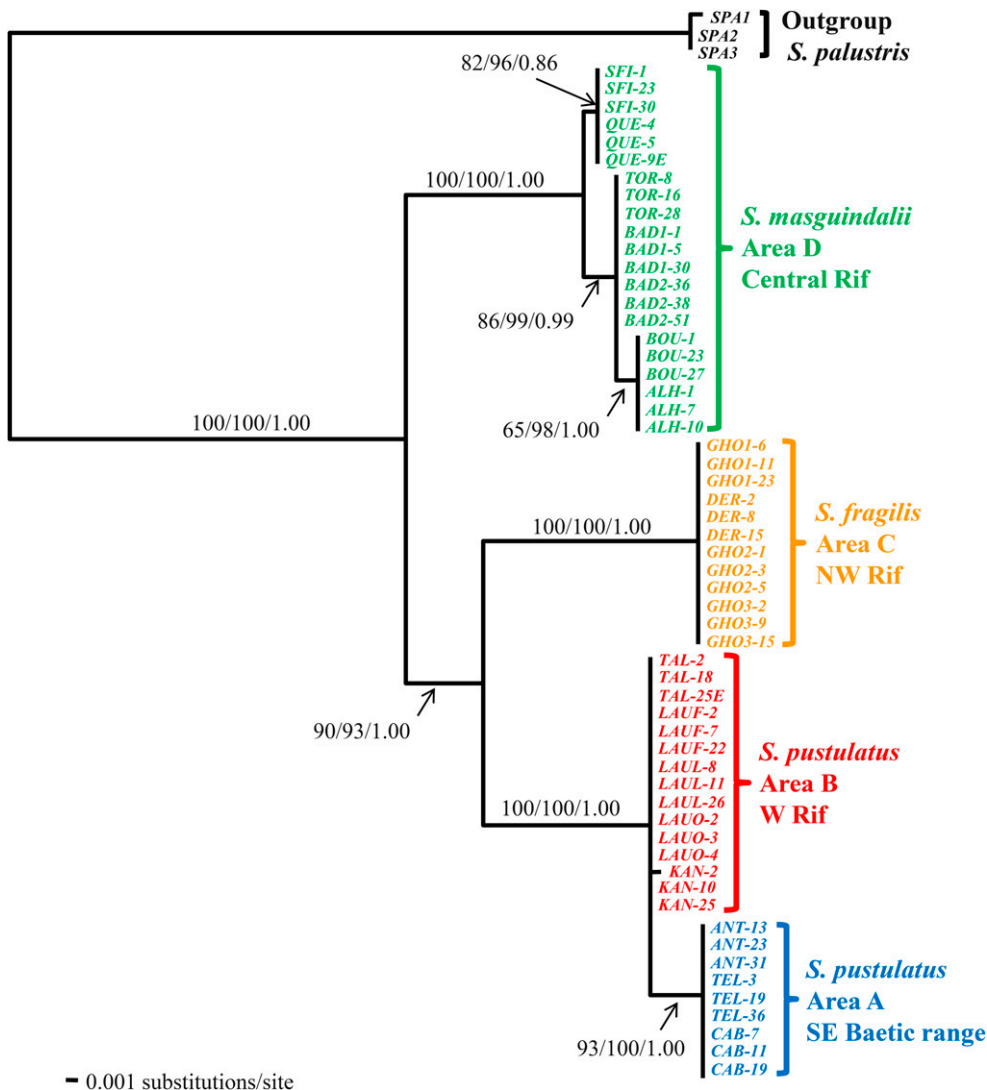 SPA1
SPA2
SPA3
Outgroup
S. palustris
82/96/0.86
SFI-1
SFI-23
SFI-30
QUE-4
QUE-5
QUE-9E
100/100/1.00
TOR-8
TOR-16
TOR-28
BAD1-1
BAD1-5
BAD1-30
BAD2-36
BAD2-38
BAD2-51
86/99/0.99
BOU-1
BOU-23
BOU-27
ALH-1
ALH-7
ALH-10
65/98/1.00
S. masguindalii
Area D
Central Rif
100/100/1.00
GHO1-6
GHO1-11
GHO1-23
DER-2
DER-8
DER-15
GHO2-1
GHO2-3
GHO2-5
GHO3-2
GHO3-9
GHO3-15
100/100/1.00
S. fragilis
Area C
NW Rif
90/93/1.00
TAL-2
TAL-18
TAL-25E
LAUF-2
LAUF-7
LAUF-22
LAUL-8
LAUL-11
LAUL-26
LAUO-2
LAUO-3
LAUO-4
KAN-2
KAN-10
KAN-25
100/100/1.00
S. pustulatus
Area B
W Rif
ANT-13
ANT-23
ANT-31
TEL-3
TEL-19
TEL-36
CAB-7
CAB-11
CAB-19
93/100/1.00
S. pustulatus
Area A
SE Baetic range
0.001 substitutions/site